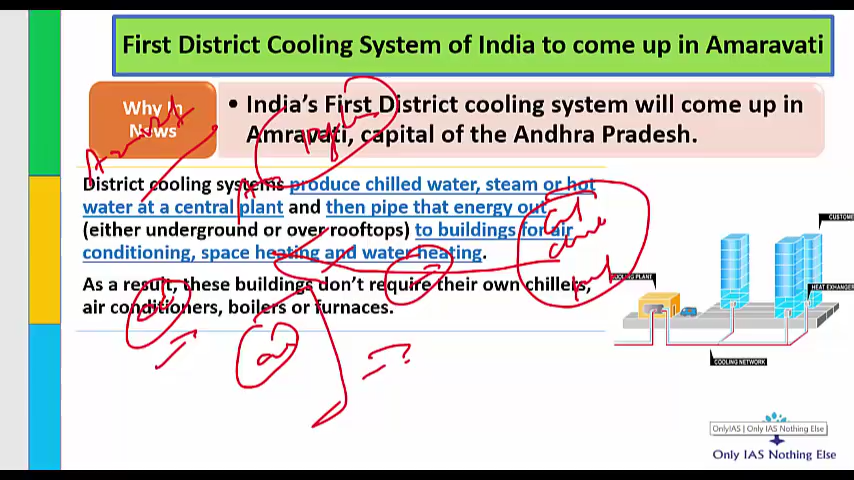 First District Cooling System of India to come up in Amaravati
Why In
News
• India's First District cooling system will come up in
Amravati, capital of the Andhra Pradesh.
District cooling systems produce chilled water, steam or hot
water at a central plant and then pipe that energy out
(either underground or over rooftops) to buildings for air
conditioning, space heating and water heating.
As a result, these buildings don't require their own chillers,
air conditioners, boilers or furnaces.
CUSTOME
COOLING PLANT
HEAT EXHANGER
COOLING NETWORK
OnlyIAS | Only IAS Nothing Else
Only IAS Nothing Else